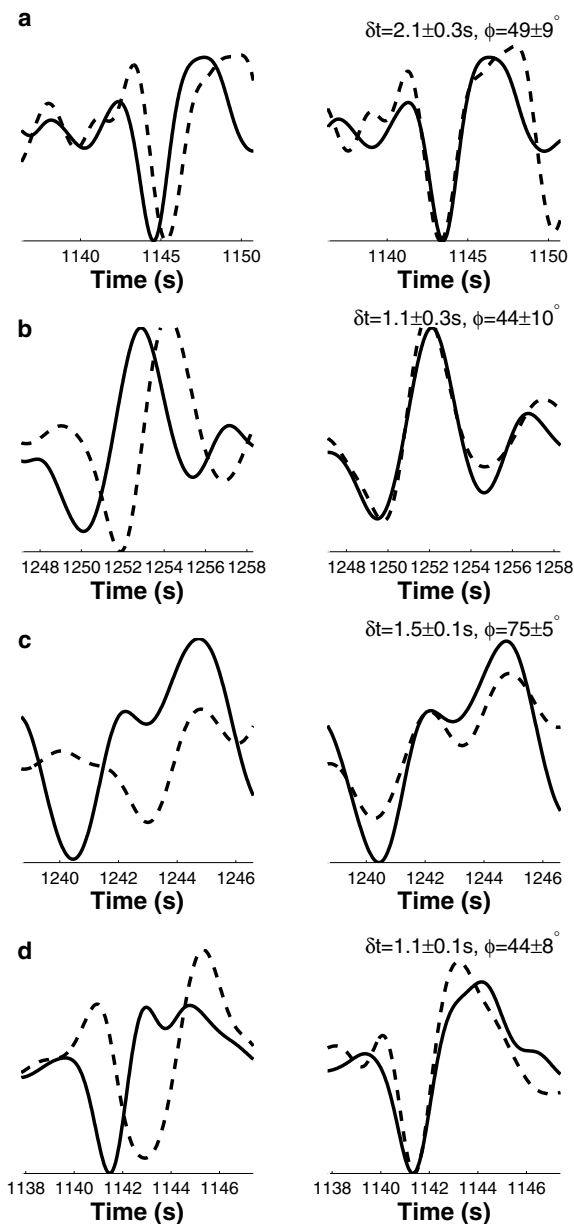 a
δt=2.1±0.3s, ϕ=49±9°
1140 1145 1150
1140 1145 1150
Time (s)
Time (s)
b
δt=1.1±0.3s, ϕ=44±10°
1248 1250 1252 1254 1256 1258
1248 1250 1252 1254 1256 1258
Time (s)
Time (s)
c
δt=1.5±0.1s, ϕ=75±5°
1240 1242 1244 1246
1240 1242 1244 1246
Time (s)
Time (s)
d
δt=1.1±0.1s, ϕ=44±8°
1138 1140 1142 1144 1146
1138 1140 1142 1144 1146
Time (s)
Time (s)